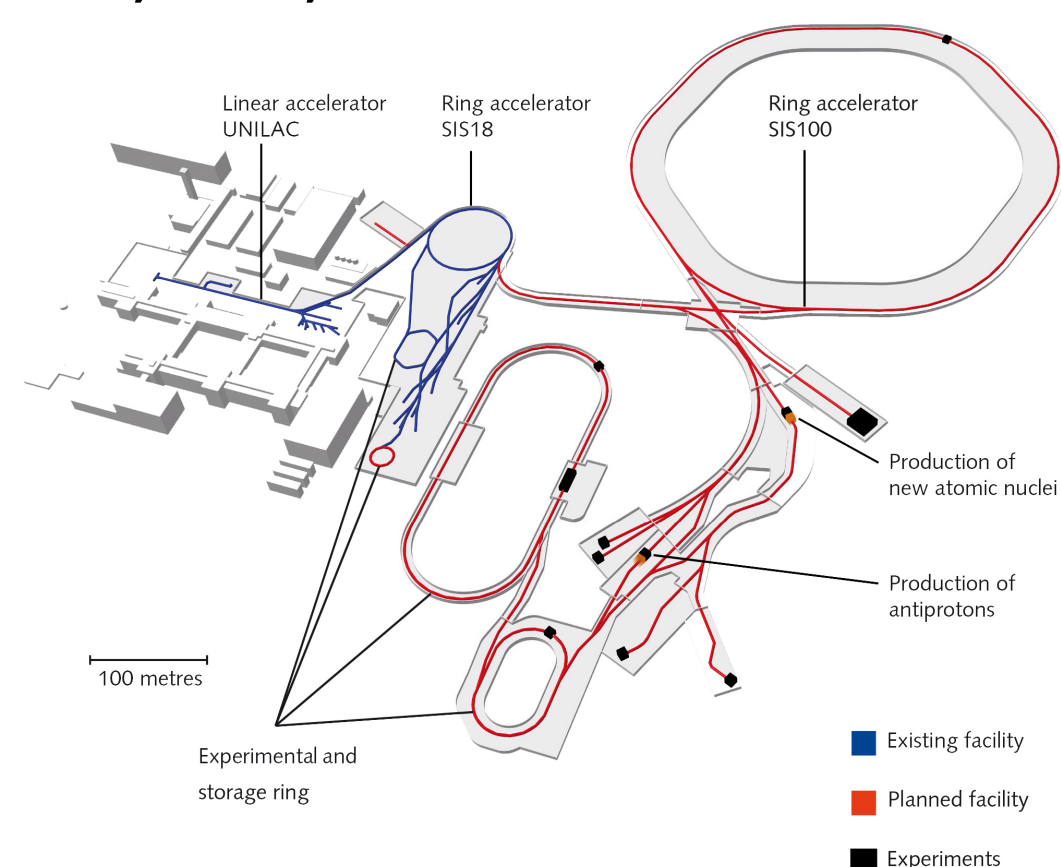 Linear accelerator
UNILAC
Ring accelerator
SIS18
Ring accelerator
SIS100
Production of
new atomic nuclei
Production of
antiprotons
100 metres
Experimental and
storage ring
Existing facility
Planned facility
Experiments